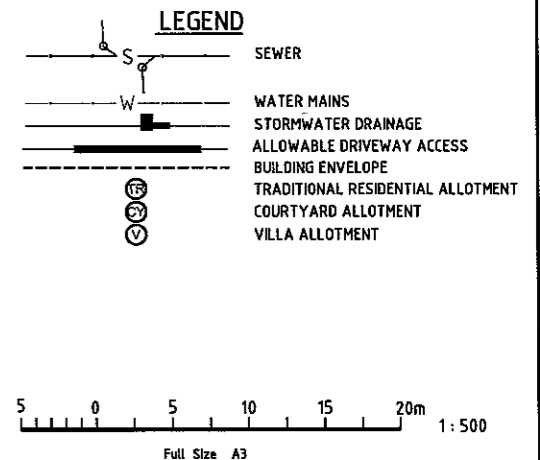 LEGEND
S SEWER
W WATER MAINS
STORMWATER DRAINAGE
ALLOWABLE DRIVEWAY ACCESS
BUILDING ENVELOPE
TR TRADITIONAL RESIDENTIAL ALLOTMENT
CY COURTYARD ALLOTMENT
V VILLA ALLOTMENT
5 0 5 10 15 20m
1:500
Full Size A3